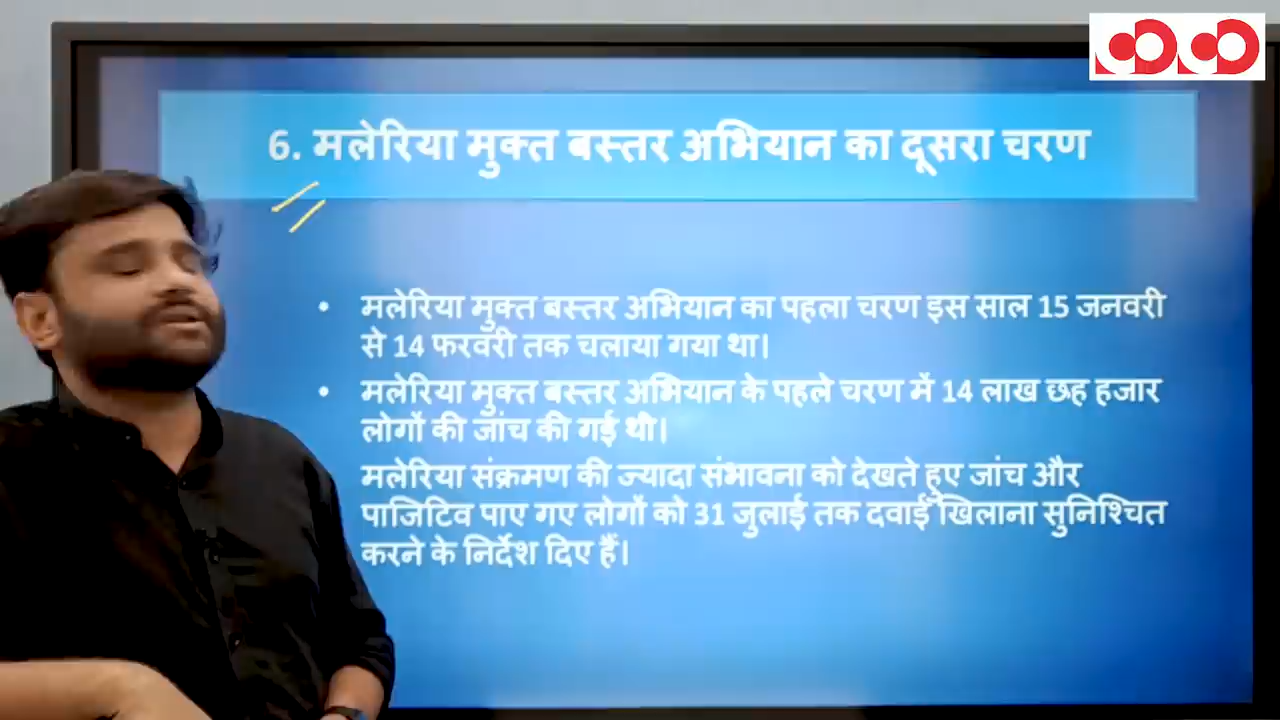 6. मलेरिया मुक्त बस्तर अभियान का दूसरा चरण
• मलेरिया मुक्त बस्तर अभियान का पहला चरण इस साल 15 जनवरी
से 14 फरवरी तक चलाया गया था।
• मलेरिया मुक्त बस्तर अभियान के पहले चरण में 14 लाख छह हजार
लोगों की जांच की गई थी।
मलेरिया संक्रमण की ज्यादा संभावना को देखते हुए जांच और
पाजिटिव पाए गए लोगों को 31 जुलाई तक दवाई खिलाना सुनिश्चित
करने के निर्देश दिए हैं।